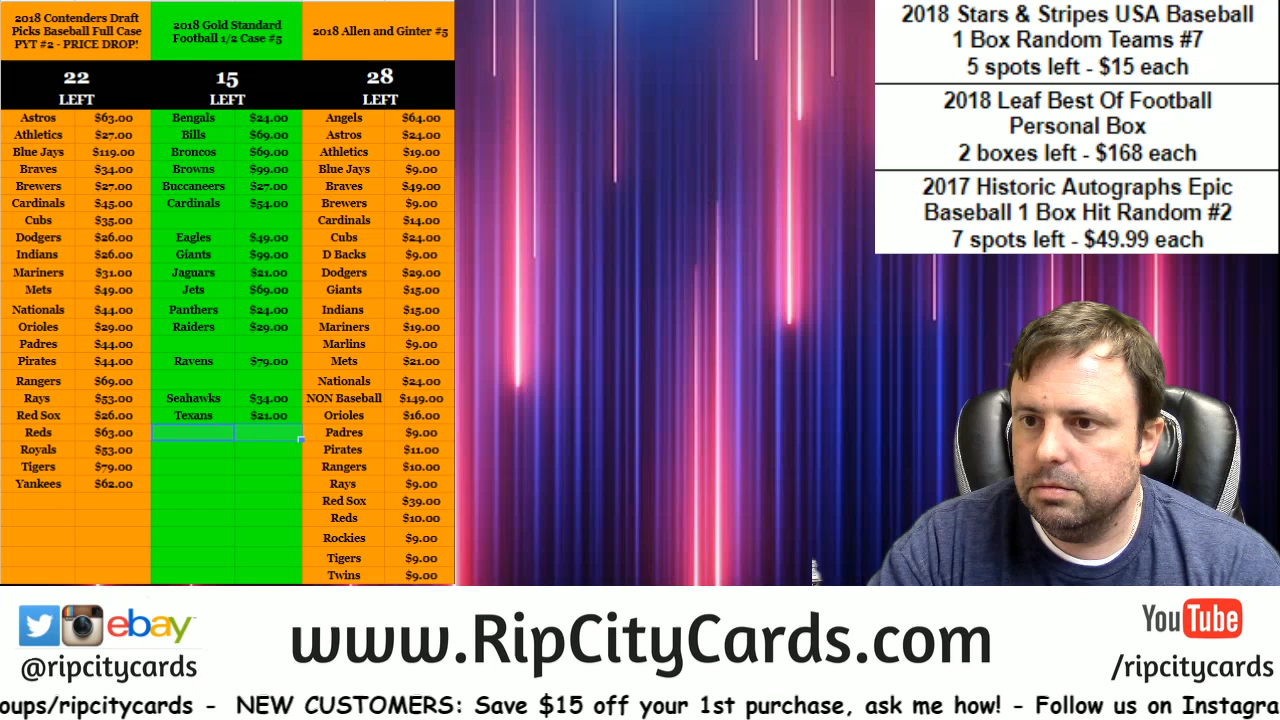 2018 Contenders Draft
Picks Baseball Full Case
PYT #2 - PRICE DROP!
22
LEFT
Astros $63.00
Athletics $27.00
Blue Jays $119.00
Braves $34.00
Brewers $27.00
Cardinals $45.00
Cubs $35.00
Dodgers $26.00
Indians $26.00
Mariners $31.00
Mets $49.00
Nationals $44.00
Orioles $29.00
Padres $44.00
Pirates $44.00
Rangers $69.00
Rays $53.00
Red Sox $26.00
Reds $63.00
Royals $53.00
Tigers $79.00
Yankees $62.00
2018 Gold Standard
Football 1/2 Case #5
15
LEFT
Bengals $24.00
Bills $69.00
Broncos $69.00
Browns $99.00
Buccaneers $27.00
Cardinals $54.00
Eagles $49.00
Giants $99.00
Jaguars $21.00
Jets $69.00
Panthers $24.00
Raiders $29.00
Ravens $79.00
Seahawks $34.00
Texans $21.00
2018 Allen and Ginter #5
28
LEFT
Angels $64.00
Astros $24.00
Athletics $19.00
Blue Jays $9.00
Braves $49.00
Brewers $9.00
Cardinals $14.00
Cubs $24.00
D Backs $9.00
Dodgers $29.00
Giants $15.00
Indians $15.00
Mariners $19.00
Marlins $9.00
Mets $21.00
Nationals $24.00
NON Baseball $149.00
Orioles $16.00
Padres $9.00
Pirates $11.00
Rangers $10.00
Rays $9.00
Red Sox $39.00
Reds $10.00
Rockies $9.00
Tigers $9.00
Twins $9.00
2018 Stars & Stripes USA Baseball
1 Box Random Teams #7
5 spots left - $15 each
2018 Leaf Best Of Football
Personal Box
2 boxes left - $168 each
2017 Historic Autographs Epic
Baseball 1 Box Hit Random #2
7 spots left - $49.99 each
ebay
@ripcitycards
www.RipCityCards.com
YouTube
/ripcitycards
oups/ripcitycards - NEW CUSTOMERS: Save $15 off your 1st purchase, ask me how! - Follow us on Instagra